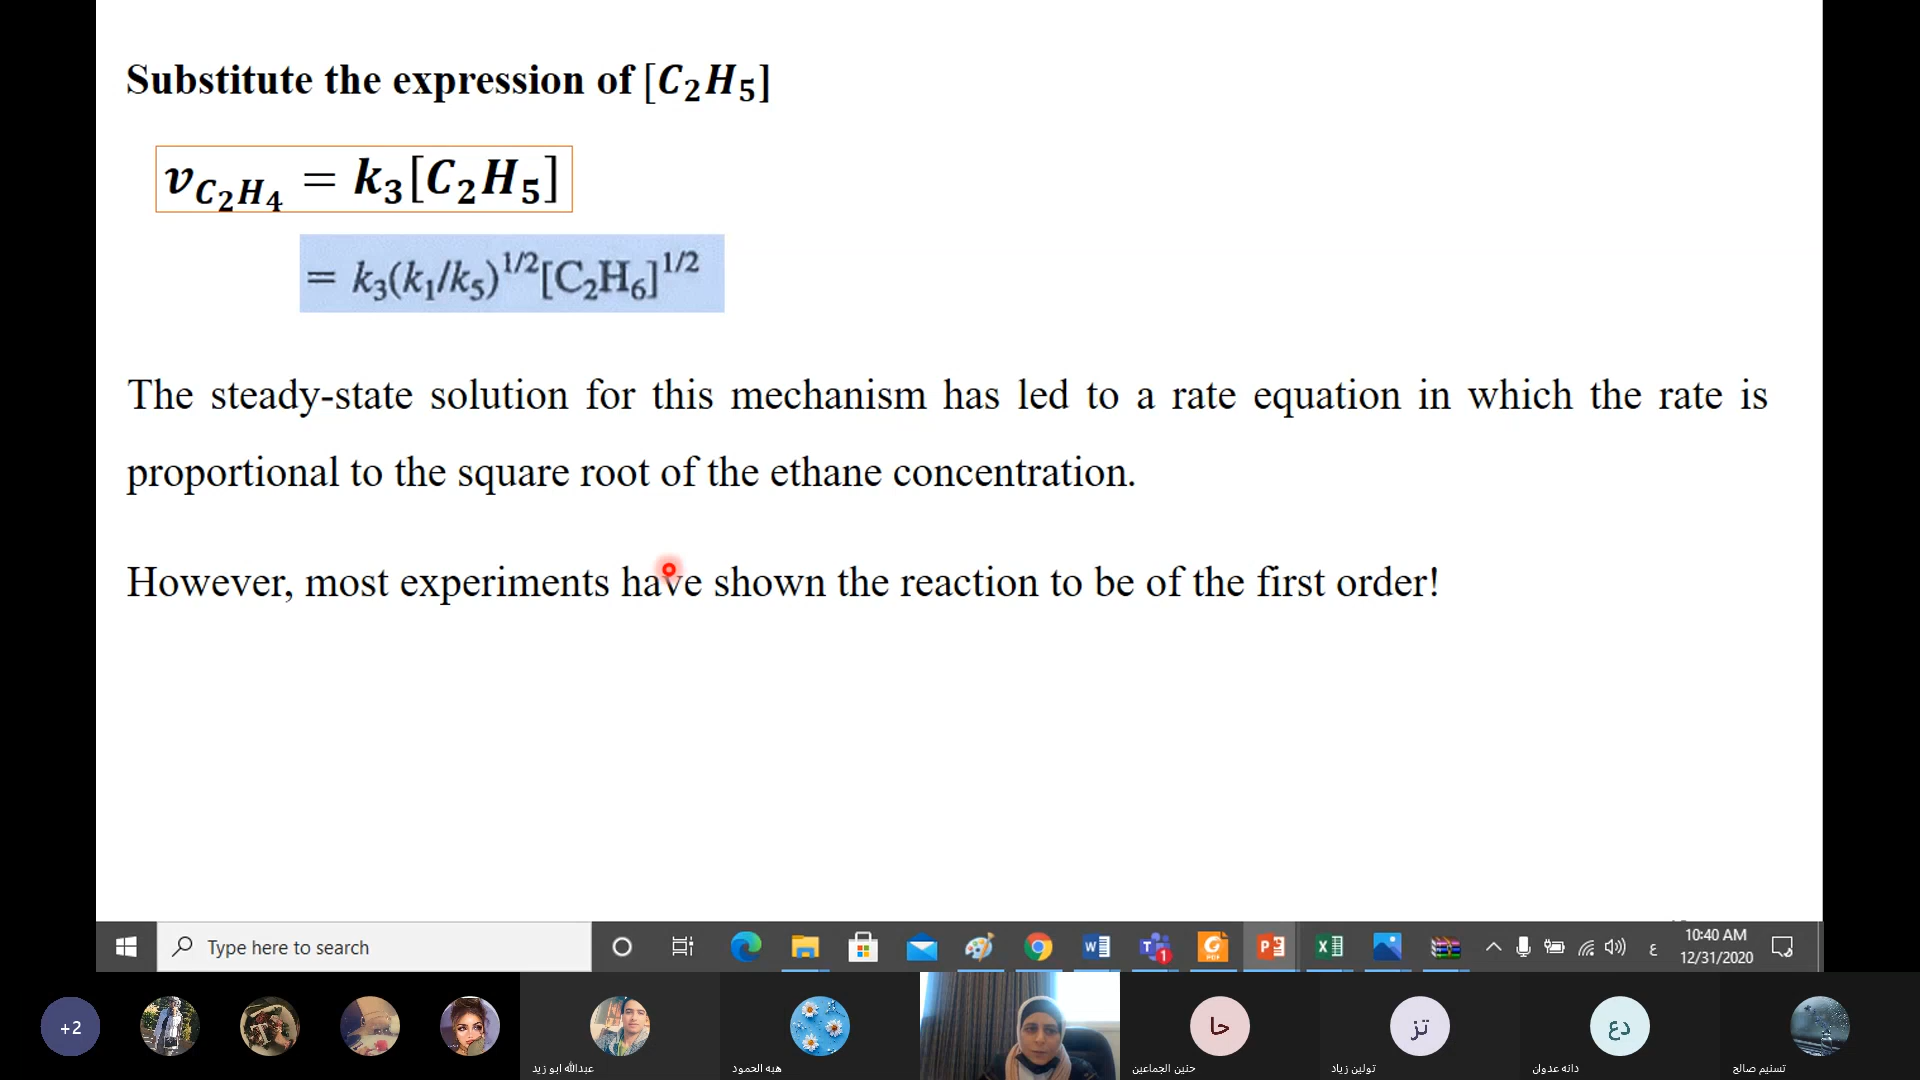 Substitute the expression of [C₂H₅]
v_{C₂H₄} = k₃[C₂H₅]
= k₃(k₁/k₅)^{1/2}[C₂H₆]^{1/2}
The steady-state solution for this mechanism has led to a rate equation in which the rate is
proportional to the square root of the ethane concentration.
However, most experiments have shown the reaction to be of the first order!
Type here to search
ع
10:40 AM
12/31/2020
1
+2
عبدالله ابو زيد
هبه الحمود
حا
حنين الجماعين
تز
تولين زياد
دع
دانه عدوان
تسنيم صالح